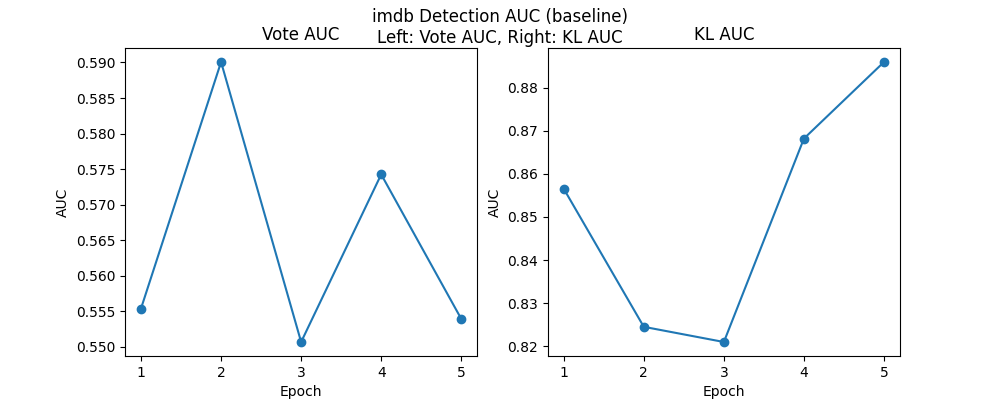 imdb Detection AUC (baseline)
Left: Vote AUC, Right: KL AUC
Vote AUC
0.590
0.585
0.580
0.575
0.570
0.565
0.560
0.555
0.550
AUC
1 2 3 4 5
Epoch
KL AUC
0.88
0.87
0.86
0.85
0.84
0.83
0.82
AUC
1 2 3 4 5
Epoch